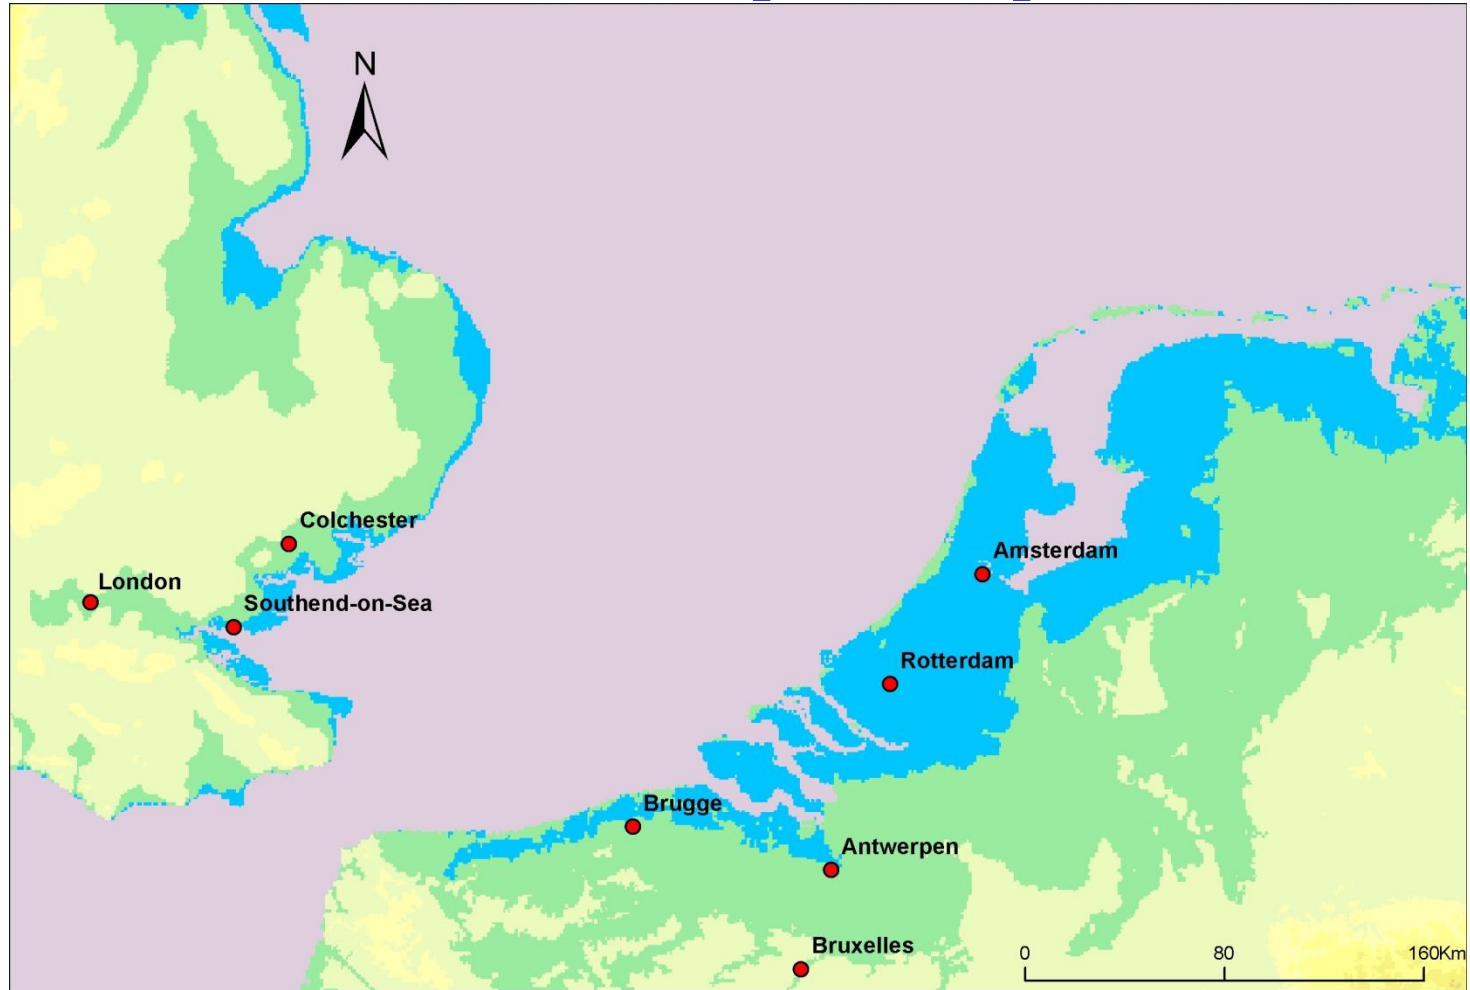 N
Colchester
London
Southend-on-Sea
Amsterdam
Rotterdam
Brugge
Antwerpen
Bruxelles
0 80 160Km